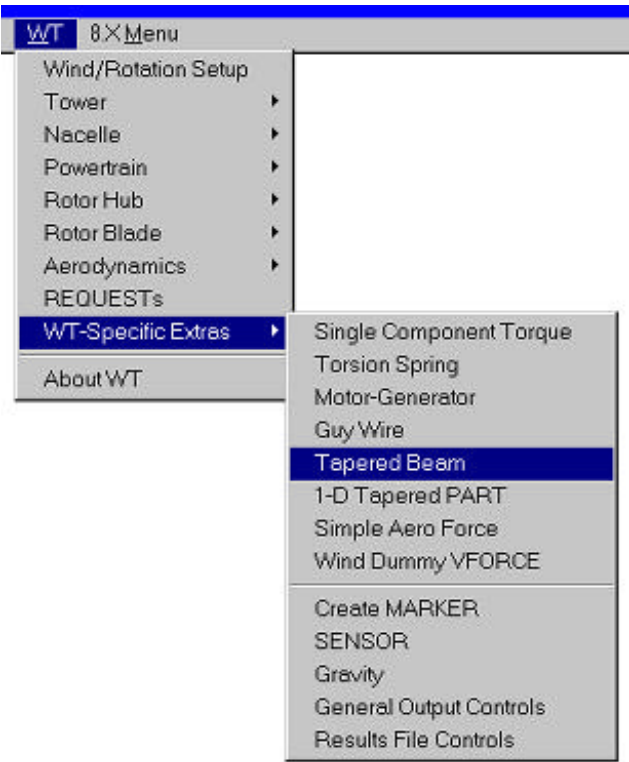 WT 8×Menu
Wind/Rotation Setup
Tower
Nacelle
Powertrain
Rotor Hub
Rotor Blade
Aerodynamics
REQUESTs
WT-Specific Extras
About WT
Single Component Torque
Torsion Spring
Motor-Generator
Guy Wire
Tapered Beam
1-D Tapered PART
Simple Aero Force
Wind Dummy VFORCE
Create MARKER
SENSOR
Gravity
General Output Controls
Results File Controls